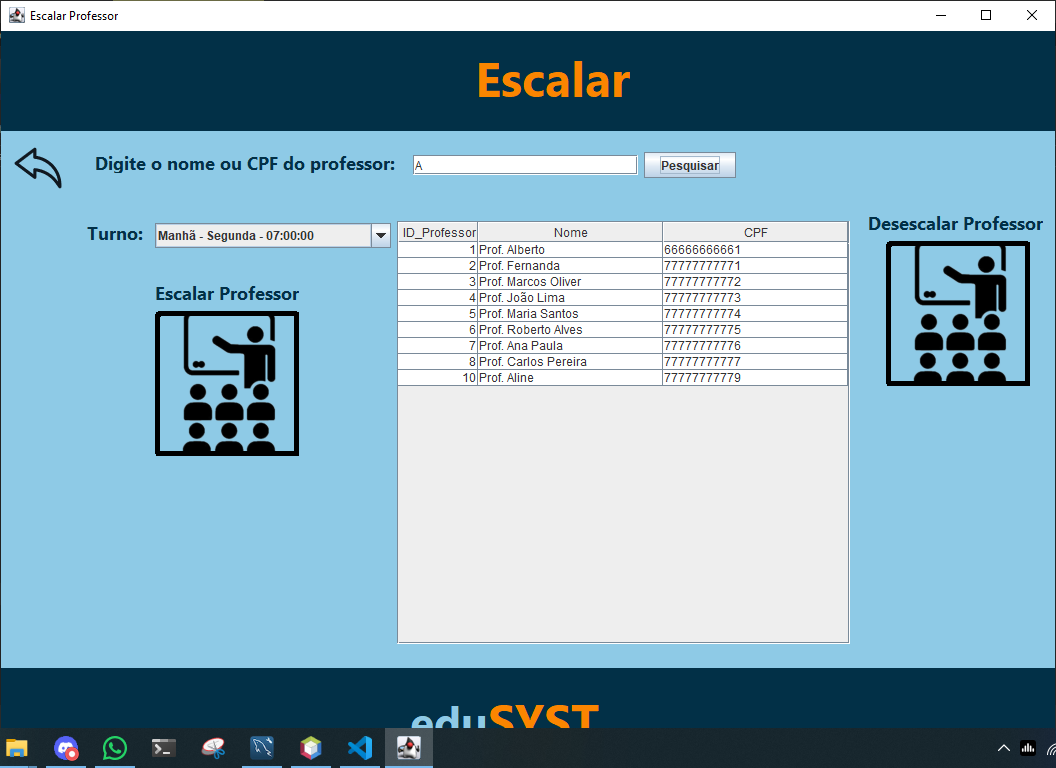 Escalar Professor
Escalar
Digite o nome ou CPF do professor: A Pesquisar
Turno: Manhã - Segunda - 07:00:00
Escalar Professor
ID_Professor Nome CPF
1 Prof. Alberto 66666666661
2 Prof. Fernanda 77777777771
3 Prof. Marcos Oliver 77777777772
4 Prof. João Lima 77777777773
5 Prof. Maria Santos 77777777774
6 Prof. Roberto Alves 77777777775
7 Prof. Ana Paula 77777777776
8 Prof. Carlos Pereira 77777777777
10 Prof. Aline 77777777779
Desescalar Professor
eduSYST